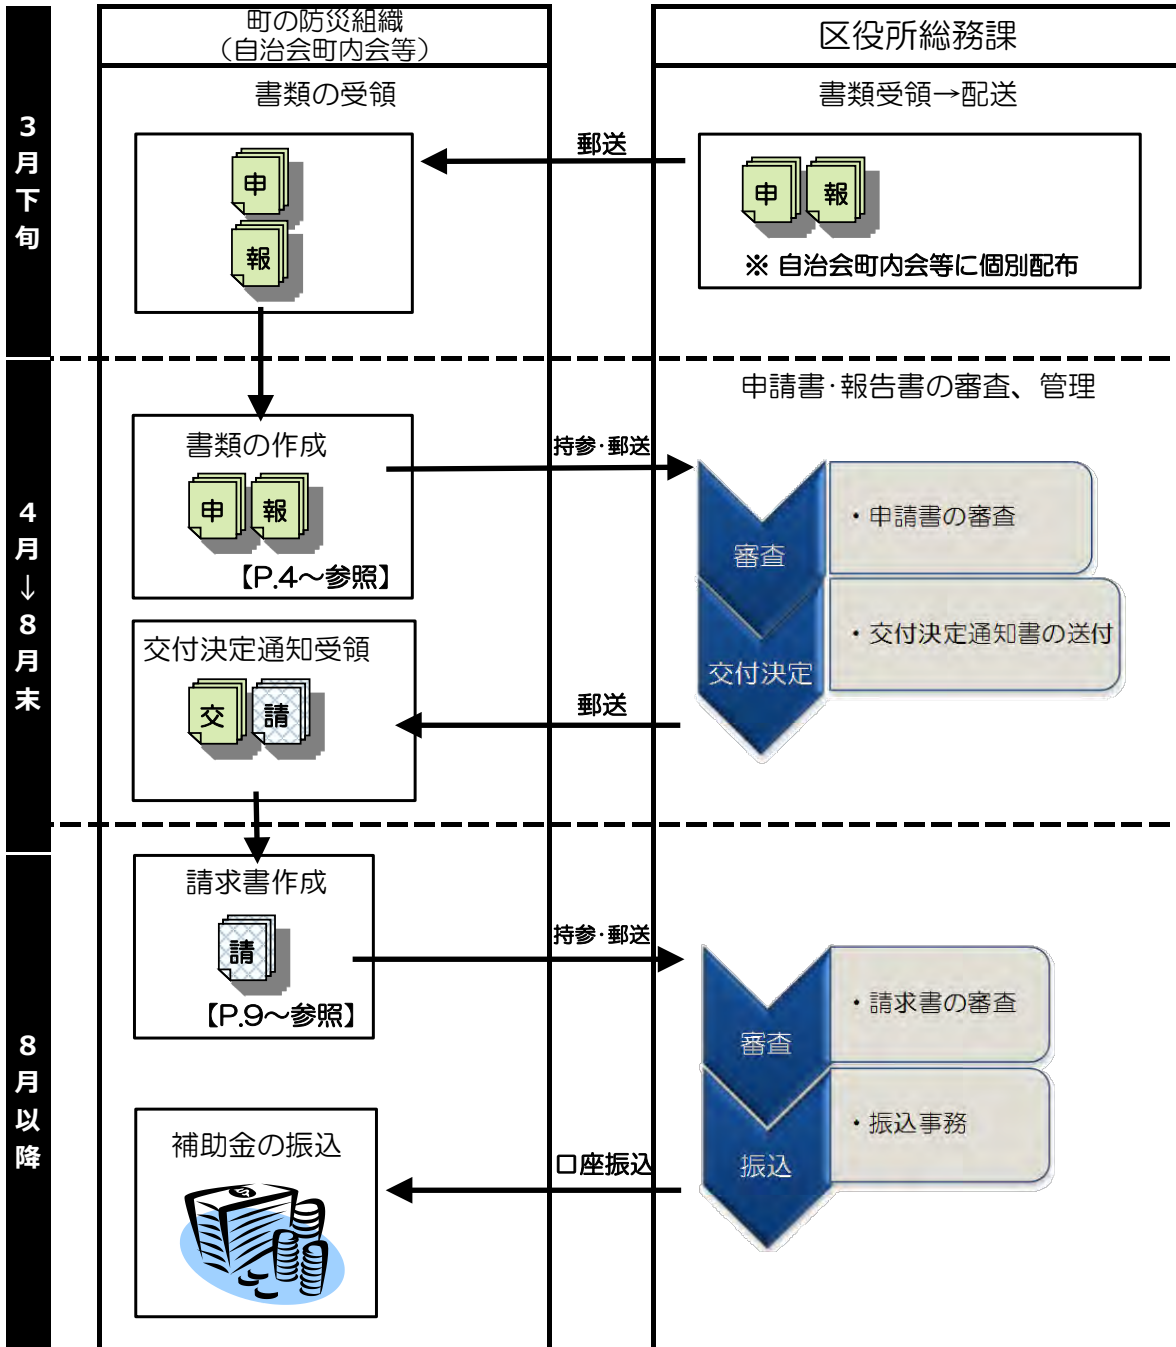 町の防災組織
（自治会町内会等）
区役所総務課
3月下旬
書類の受領
書類受領→配送
申
報
郵送
申
報
※ 自治会町内会等に個別配布
4月↓8月末
申請書・報告書の審査、管理
書類の作成
申
報
【P.4～参照】
持参・郵送
審査
・申請書の審査
交付決定
・交付決定通知書の送付
交付決定通知受領
交
請
郵送
8月以降
請求書作成
請
【P.9～参照】
持参・郵送
審査
・請求書の審査
振込
・振込事務
補助金の振込
口座振込